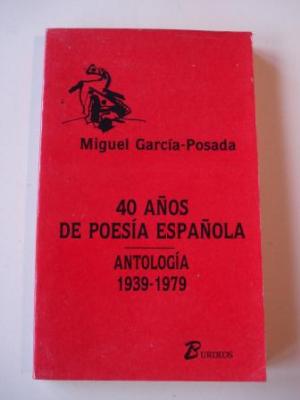 Miguel García-Posada
40 AÑOS
DE POESÍA ESPAÑOLA
ANTOLOGÍA
1939-1979
BURDEOS